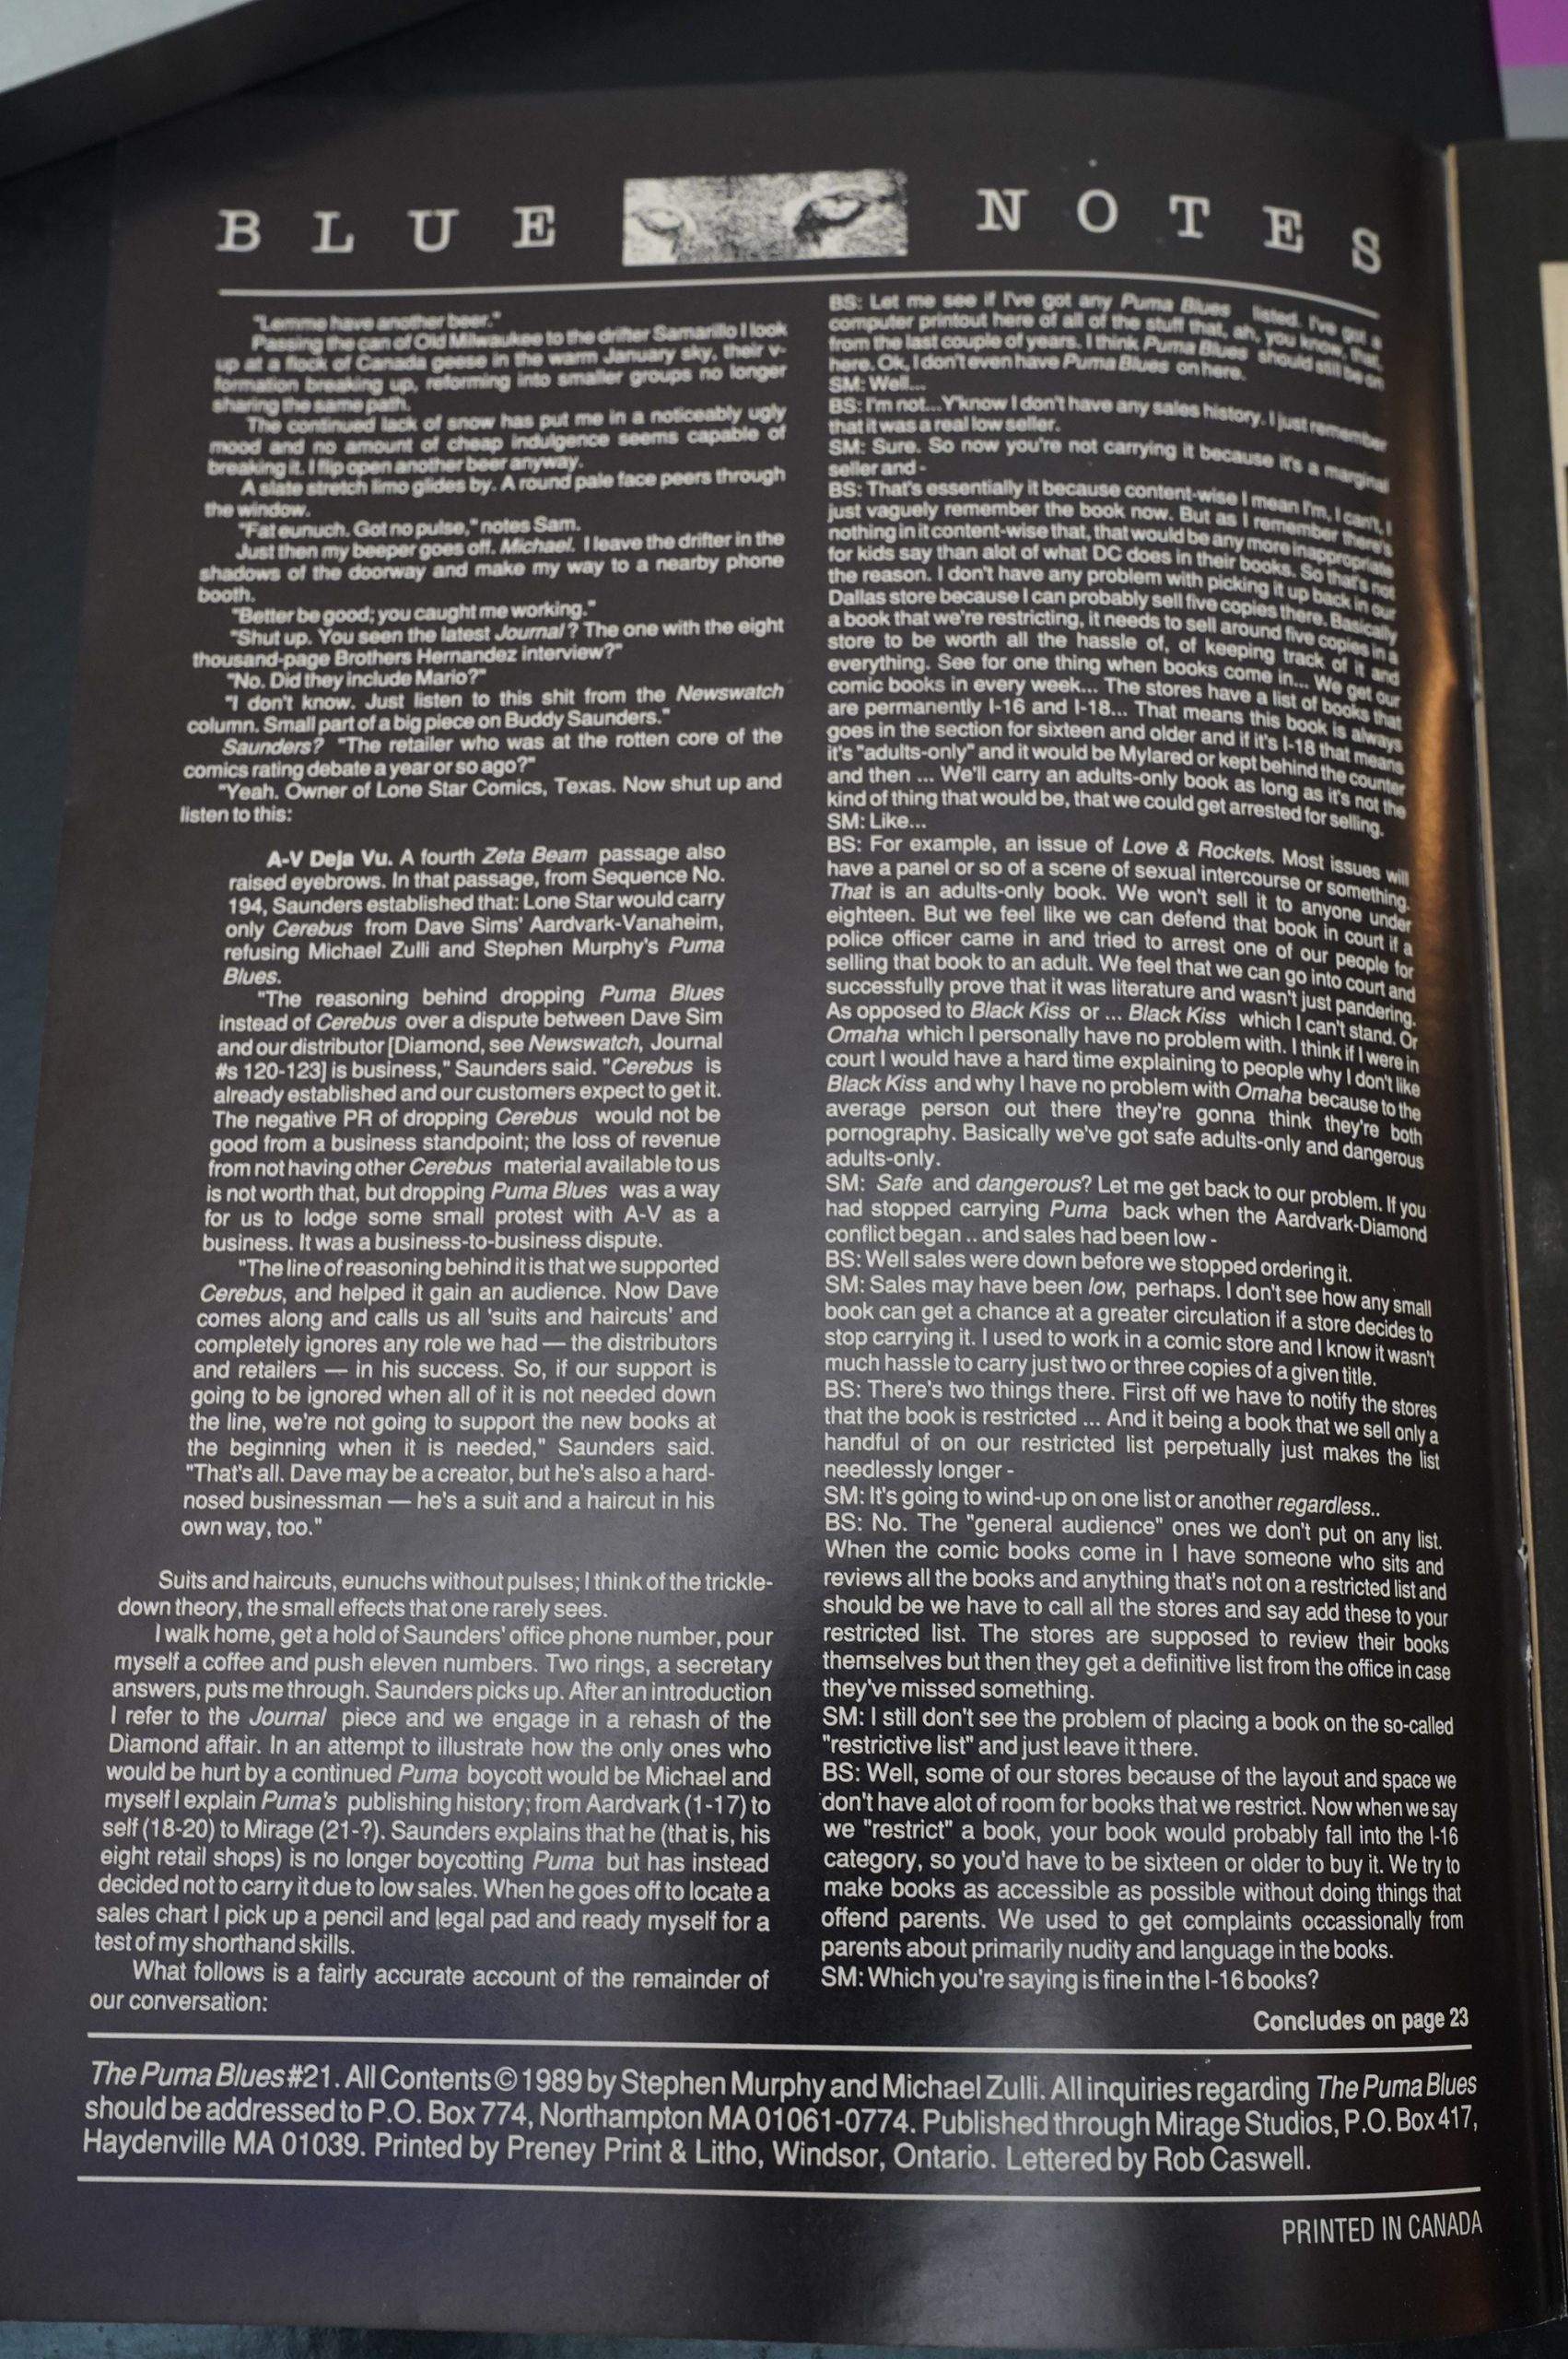 BLUE NOTES
"Lemme have another beer."
Passing the can of Old Milwaukee to the drifter Samarillo I look
up at a flock of Canada geese in the warm January sky, their v-
formation breaking up, reforming into smaller groups no longer
sharing the same path.
The continued lack of snow has put me in a noticeably ugly
mood and no amount of cheap indulgence seems capable of
breaking it. I flip open another beer anyway.
A slate stretch limo glides by. A round pale face peers through
the window.
"Fat eunuch. Got no pulse," notes Sam.
Just then my beeper goes off. Michael. I leave the drifter in the
shadows of the doorway and make my way to a nearby phone
booth.
"Better be good; you caught me working."
"Shut up. You seen the latest Journal? The one with the eight
thousand-page Brothers Hernandez interview?"
"No. Did they include Mario?"
"I don't know. Just listen to this shit from the Newswatch
column. Small part of a big piece on Buddy Saunders."
Saunders? "The retailer who was at the rotten core of the
comics rating debate a year or so ago?"
"Yeah. Owner of Lone Star Comics, Texas. Now shut up and
listen to this:
A-V Deja Vu. A fourth Zeta Beam passage also
raised eyebrows. In that passage, from Sequence No.
194, Saunders established that: Lone Star would carry
only Cerebus from Dave Sims' Aardvark-Vanaheim,
refusing Michael Zulli and Stephen Murphy's Puma
Blues.
"The reasoning behind dropping Puma Blues
instead of Cerebus over a dispute between Dave Sim
and our distributor [Diamond, see Newswatch, Journal
#s 120-123] is business," Saunders said. "Cerebus is
already established and our customers expect to get it.
The negative PR of dropping Cerebus would not be
good from a business standpoint; the loss of revenue
from not having other Cerebus material available to us
is not worth that, but dropping Puma Blues was a way
for us to lodge some small protest with A-V as a
business. It was a business-to-business dispute.
"The line of reasoning behind it is that we supported
Cerebus, and helped it gain an audience. Now Dave
comes along and calls us all 'suits and haircuts' and
completely ignores any role we had — the distributors
and retailers — in his success. So, if our support is
going to be ignored when all of it is not needed down
the line, we're not going to support the new books at
the beginning when it is needed," Saunders said.
"That's all. Dave may be a creator, but he's also a hard-
nosed businessman — he's a suit and a haircut in his
own way, too."
Suits and haircuts, eunuchs without pulses; I think of the trickle-
down theory, the small effects that one rarely sees.
I walk home, get a hold of Saunders' office phone number, pour
myself a coffee and push eleven numbers. Two rings, a secretary
answers, puts me through. Saunders picks up. After an introduction
I refer to the Journal piece and we engage in a rehash of the
Diamond affair. In an attempt to illustrate how the only ones who
would be hurt by a continued Puma boycott would be Michael and
myself I explain Puma's publishing history; from Aardvark (1-17) to
self (18-20) to Mirage (21-?). Saunders explains that he (that is, his
eight retail shops) is no longer boycotting Puma but has instead
decided not to carry it due to low sales. When he goes off to locate a
sales chart I pick up a pencil and legal pad and ready myself for a
test of my shorthand skills.
What follows is a fairly accurate account of the remainder of
our conversation:
BS: Let me see if I've got any Puma Blues listed. I've got a
computer printout here of all of the stuff that, ah, you know, that,
from the last couple of years. I think Puma Blues should still be on
here. Ok, I don't even have Puma Blues on here.
SM: Well...
BS: I'm not...Y'know I don't have any sales history. I just remember
that it was a real low seller.
SM: Sure. So now you're not carrying it because it's a marginal
seller and -
BS: That's essentially it because content-wise I mean I'm, I can't, I
just vaguely remember the book now. But as I remember there's
nothing in it content-wise that, that would be any more inappropriate
for kids say than alot of what DC does in their books. So that's not
the reason. I don't have any problem with picking it up back in our
Dallas store because I can probably sell five copies there. Basically
a book that we're restricting, it needs to sell around five copies in a
store to be worth all the hassle of, of keeping track of it and
everything. See for one thing when books come in... We get our
comic books in every week... The stores have a list of books that
are permanently I-16 and I-18... That means this book is always
goes in the section for sixteen and older and if it's I-18 that means
it's "adults-only" and it would be Mylared or kept behind the counter
and then ... We'll carry an adults-only book as long as it's not the
kind of thing that would be, that we could get arrested for selling.
SM: Like...
BS: For example, an issue of Love & Rockets. Most issues will
have a panel or so of a scene of sexual intercourse or something.
That is an adults-only book. We won't sell it to anyone under
eighteen. But we feel like we can defend that book in court if a
police officer came in and tried to arrest one of our people for
selling that book to an adult. We feel that we can go into court and
successfully prove that it was literature and wasn't just pandering.
As opposed to Black Kiss or ... Black Kiss which I can't stand. Or
Omaha which I personally have no problem with. I think if I were in
court I would have a hard time explaining to people why I don't like
Black Kiss and why I have no problem with Omaha because to the
average person out there they're gonna think they're both
pornography. Basically we've got safe adults-only and dangerous
adults-only.
SM: Safe and dangerous? Let me get back to our problem. If you
had stopped carrying Puma back when the Aardvark-Diamond
conflict began .. and sales had been low -
BS: Well sales were down before we stopped ordering it.
SM: Sales may have been low, perhaps. I don't see how any small
book can get a chance at a greater circulation if a store decides to
stop carrying it. I used to work in a comic store and I know it wasn't
much hassle to carry just two or three copies of a given title.
BS: There's two things there. First off we have to notify the stores
that the book is restricted ... And it being a book that we sell only a
handful of on our restricted list perpetually just makes the list
needlessly longer -
SM: It's going to wind-up on one list or another regardless..
BS: No. The "general audience" ones we don't put on any list.
When the comic books come in I have someone who sits and
reviews all the books and anything that's not on a restricted list and
should be we have to call all the stores and say add these to your
restricted list. The stores are supposed to review their books
themselves but then they get a definitive list from the office in case
they've missed something.
SM: I still don't see the problem of placing a book on the so-called
"restrictive list" and just leave it there.
BS: Well, some of our stores because of the layout and space we
don't have alot of room for books that we restrict. Now when we say
we "restrict" a book, your book would probably fall into the I-16
category, so you'd have to be sixteen or older to buy it. We try to
make books as accessible as possible without doing things that
offend parents. We used to get complaints occassionally from
parents about primarily nudity and language in the books.
SM: Which you're saying is fine in the I-16 books?
Concludes on page 23
The Puma Blues #21. All Contents © 1989 by Stephen Murphy and Michael Zulli. All inquiries regarding The Puma Blues
should be addressed to P.O. Box 774, Northampton MA 01061-0774. Published through Mirage Studios, P.O. Box 417,
Haydenville MA 01039. Printed by Preney Print & Litho, Windsor, Ontario. Lettered by Rob Caswell.
PRINTED IN CANADA